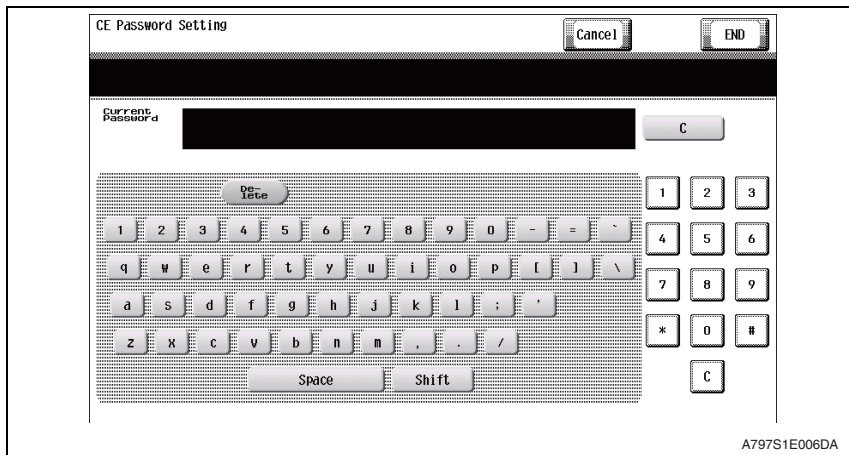 CE Password Setting
Cancel
END
Current
Password
C
De-
lete
1 2 3
1 2 3 4 5 6 7 8 9 0 - = `
4 5 6
q w e r t y u i o p [ ] \
7 8 9
a s d f g h j k l ; '
* 0 #
z x c v b n m , . /
Space Shift
C
A797S1E006DA